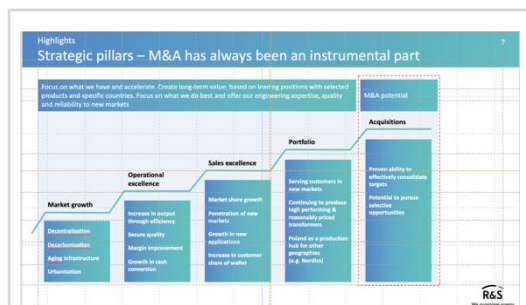 Highlights
7
Strategic pillars – M&A has always been an instrumental part
Focus on what we have and accelerate. Create long-term value, based on leading positions with selected
products and specific countries. Focus on what we do best and offer our engineering expertise, quality
and reliability to new markets
M&A potential
Market growth
Decentralisation
Decarbonisation
Aging infrastructure
Urbanisation
Operational
excellence
Increase in output
through efficiency
Secure quality
Margin improvement
Growth in cash
conversion
Sales excellence
Market share growth
Penetration of new
markets
Growth in new
applications
Increase in customer
share of wallet
Portfolio
Serving customers in
new markets
Continuing to produce
high performing &
reasonably priced
transformers
Poland as a production
hub for other
geographies
(e.g. Nordics)
Acquisitions
Proven ability to
effectively consolidate
targets
Potential to pursue
selective
opportunities
R&S